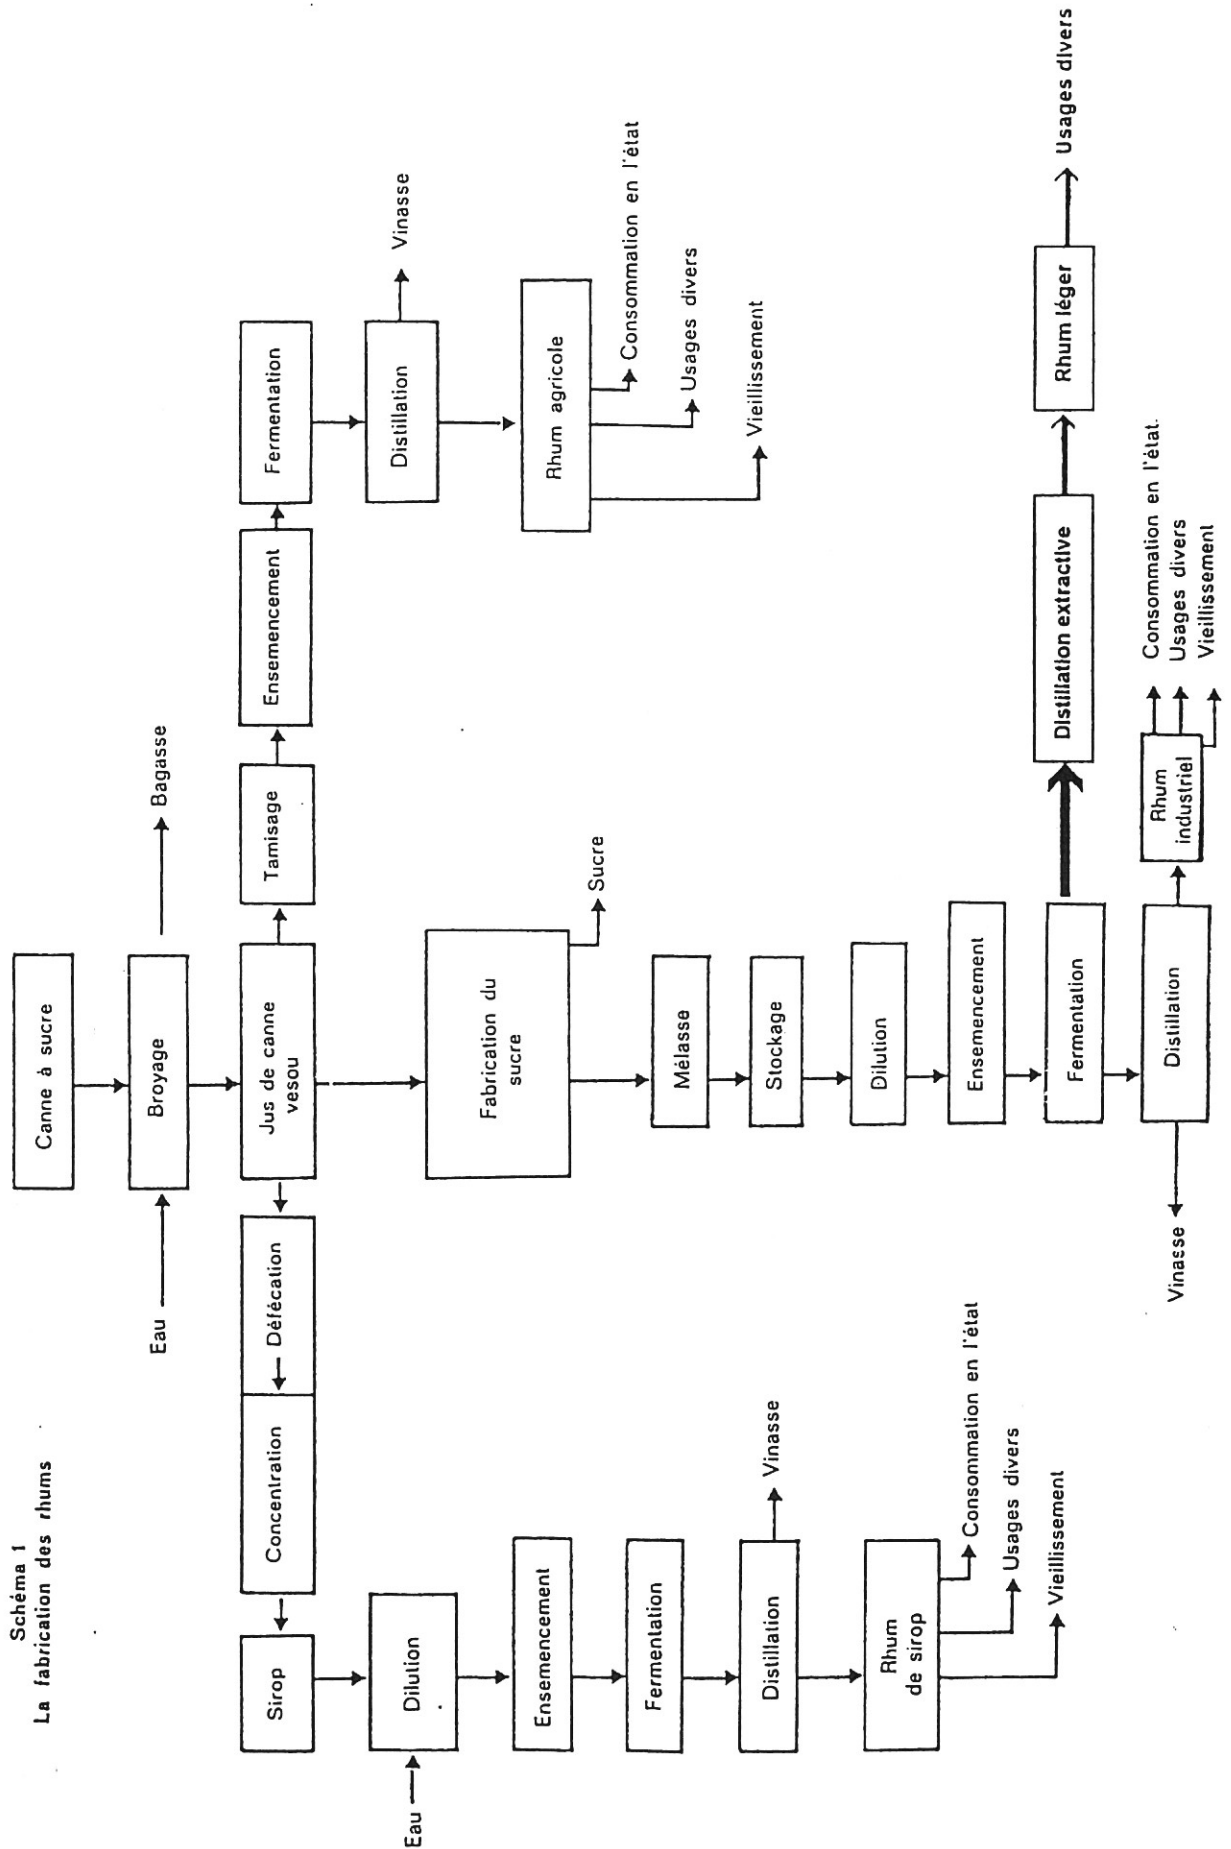 Schéma 1
La fabrication des rhums
Canne à sucre
Eau
Broyage
Bagasse
Sirop
Concentration
Défécation
Jus de canne
vesou
Tamisage
Ensemencement
Fermentation
Eau
Dilution
Distillation
Vinasse
Fabrication du
sucre
Sucre
Ensemencement
Rhum agricole
Consommation en l'état
Usages divers
Vieillissement
Fermentation
Mélasse
Distillation
Vinasse
Stockage
Rhum
de sirop
Consommation en l'état
Usages divers
Vieillissement
Dilution
Ensemencement
Fermentation
Distillation extractive
Rhum léger
Usages divers
Vinasse
Distillation
Rhum
industriel
Consommation en l'état.
Usages divers
Vieillissement